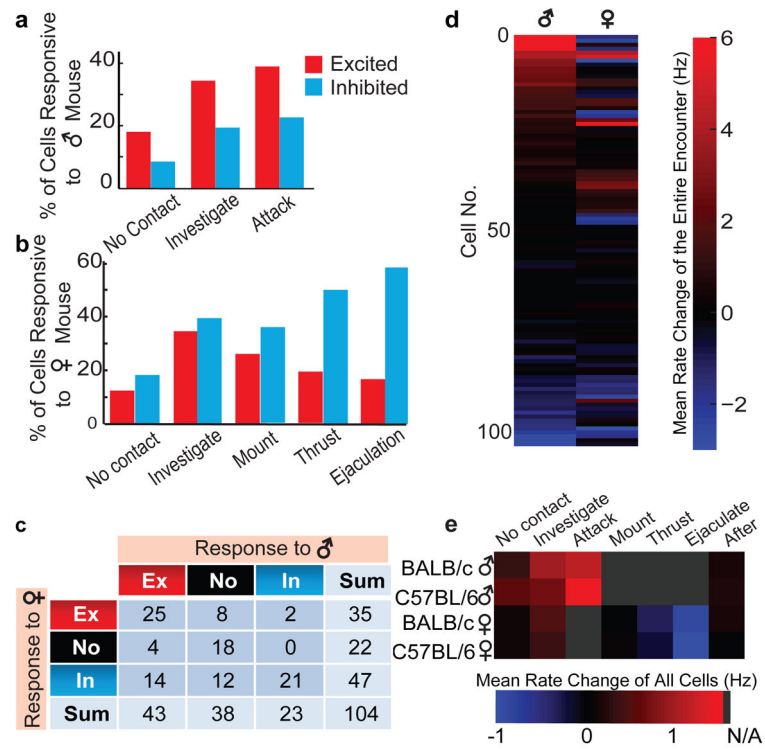 a
% of Cells Responsive
to ♂ Mouse
40
20
0
Excited
Inhibited
No Contact
Investigate
Attack
b
% of Cells Responsive
to ♀ Mouse
60
40
20
0
No contact
Investigate
Mount
Thrust
Ejaculation
c
Response to ♂
Ex No In Sum
Response to ♀
Ex 25 8 2 35
No 4 18 0 22
In 14 12 21 47
Sum 43 38 23 104
d
♂ ♀
0
50
100
Cell No.
6
4
2
0
−2
Mean Rate Change of the Entire Encounter (Hz)
e
No contact
Investigate
Attack
Mount
Thrust
Ejaculate
After
BALB/c ♂
C57BL/6 ♂
BALB/c ♀
C57BL/6 ♀
Mean Rate Change of All Cells (Hz)
-1 0 1 N/A